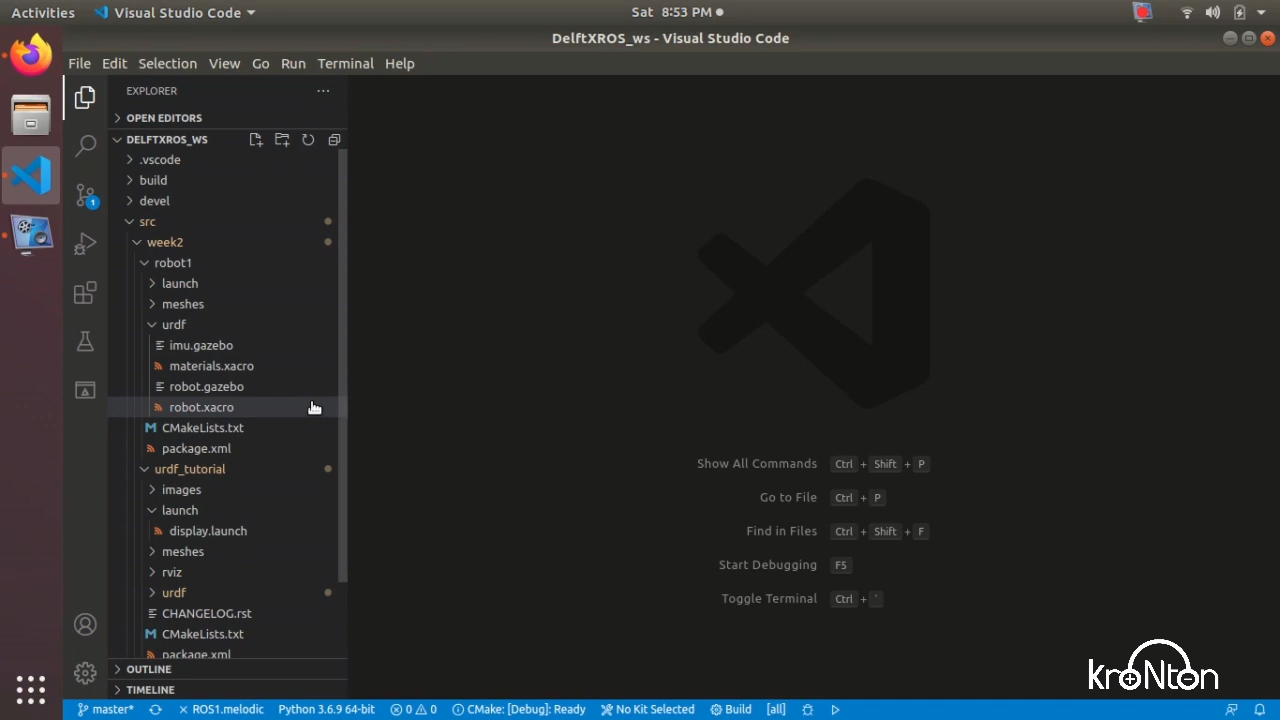 Activities
Visual Studio Code
Sat 8:53 PM
DelftXROS_ws - Visual Studio Code
File Edit Selection View Go Run Terminal Help
EXPLORER
OPEN EDITORS
DELFTXROS_WS
.vscode
build
devel
src
week2
robot1
launch
meshes
urdf
imu.gazebo
materials.xacro
robot.gazebo
robot.xacro
CMakeLists.txt
package.xml
urdf_tutorial
images
launch
display.launch
meshes
rviz
urdf
CHANGELOG.rst
CMakeLists.txt
package.xml
OUTLINE
TIMELINE
1
Show All Commands Ctrl + Shift + P
Go to File Ctrl + P
Find in Files Ctrl + Shift + F
Start Debugging F5
Toggle Terminal Ctrl + `
kroNton
master* ROS1.melodic Python 3.6.9 64-bit 0 0 CMake: [Debug]: Ready No Kit Selected Build [all]